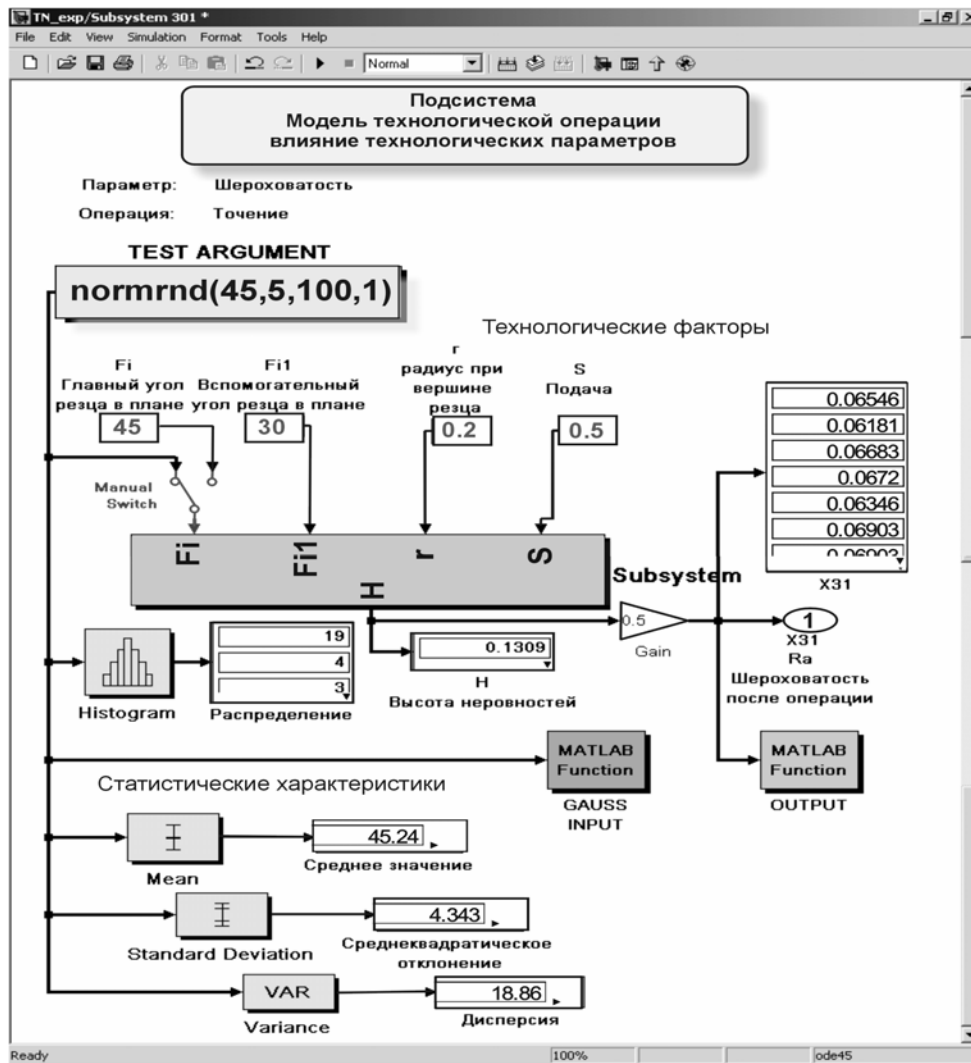 TN_exp/Subsystem 301 *
File Edit View Simulation Format Tools Help
Normal
Подсистема
Модель технологической операции
влияние технологических параметров
Параметр: Шероховатость
Операция: Точение
TEST ARGUMENT
normrnd(45,5,100,1)
Технологические факторы
Fi
Главный угол
резца в плане
45
Fi1
Вспомогательный
угол резца в плане
30
r
радиус при
вершине
резца
0.2
S
Подача
0.5
Manual
Switch
Fi
Fi1
r
S
H
Subsystem
0.06546
0.06181
0.06683
0.0672
0.06346
0.06903
0.06903
X31
0.5
Gain
1
X31
Ra
Шероховатость
после операции
Histogram
19
4
3
Распределение
0.1309
H
Высота неровностей
MATLAB
Function
GAUSS
INPUT
MATLAB
Function
OUTPUT
Статистические характеристики
Mean
45.24
Среднее значение
Standard Deviation
4.343
Среднеквадратическое
отклонение
VAR
Variance
18.86
Дисперсия
Ready 100% ode45